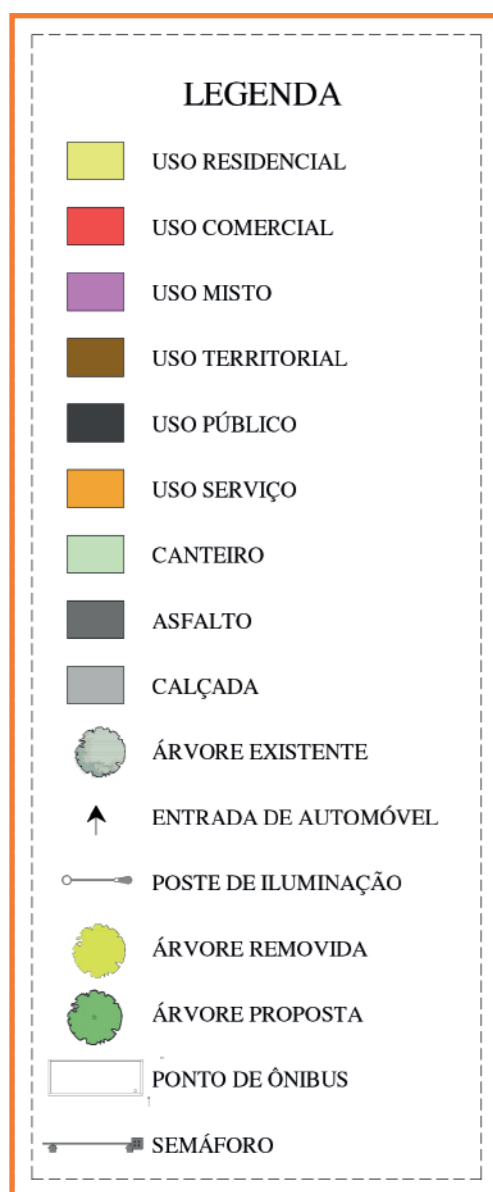 LEGENDA
USO RESIDENCIAL
USO COMERCIAL
USO MISTO
USO TERRITORIAL
USO PÚBLICO
USO SERVIÇO
CANTEIRO
ASFALTO
CALÇADA
ÁRVORE EXISTENTE
ENTRADA DE AUTOMÓVEL
POSTE DE ILUMINAÇÃO
ÁRVORE REMOVIDA
ÁRVORE PROPOSTA
PONTO DE ÔNIBUS
SEMÁFORO